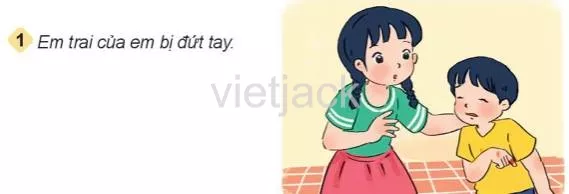 1 Em trai của em bị đứt tay.
vietjack